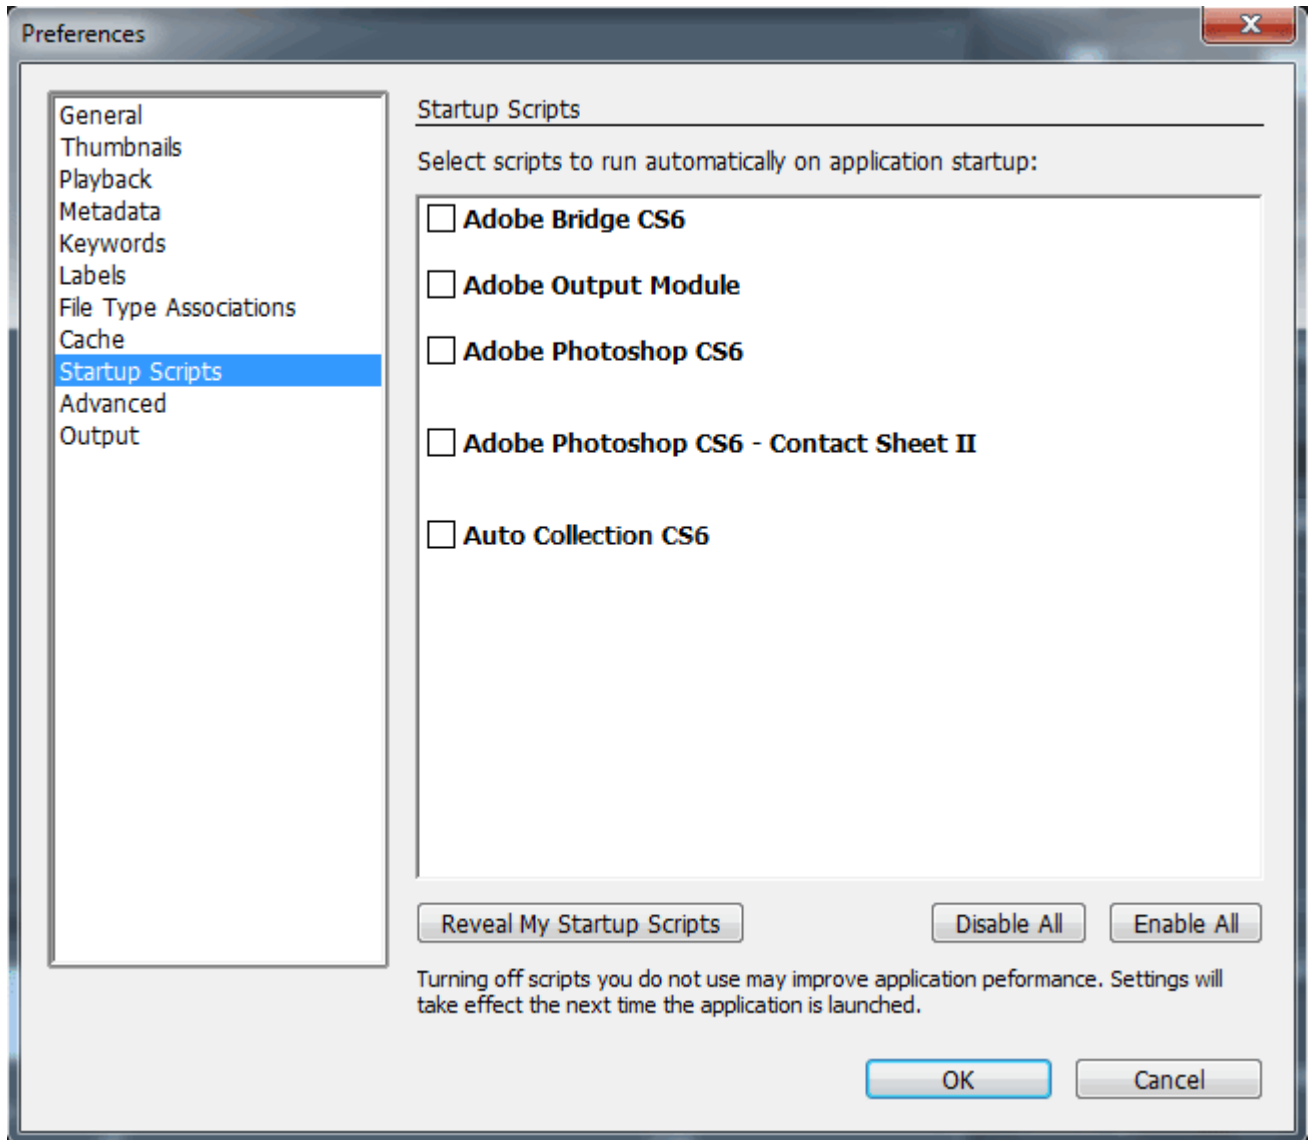 Preferences
General
Thumbnails
Playback
Metadata
Keywords
Labels
File Type Associations
Cache
Startup Scripts
Advanced
Output
Startup Scripts
Select scripts to run automatically on application startup:
Adobe Bridge CS6
Adobe Output Module
Adobe Photoshop CS6
Adobe Photoshop CS6 - Contact Sheet II
Auto Collection CS6
Reveal My Startup Scripts
Disable All
Enable All
Turning off scripts you do not use may improve application peformance. Settings will
take effect the next time the application is launched.
OK
Cancel